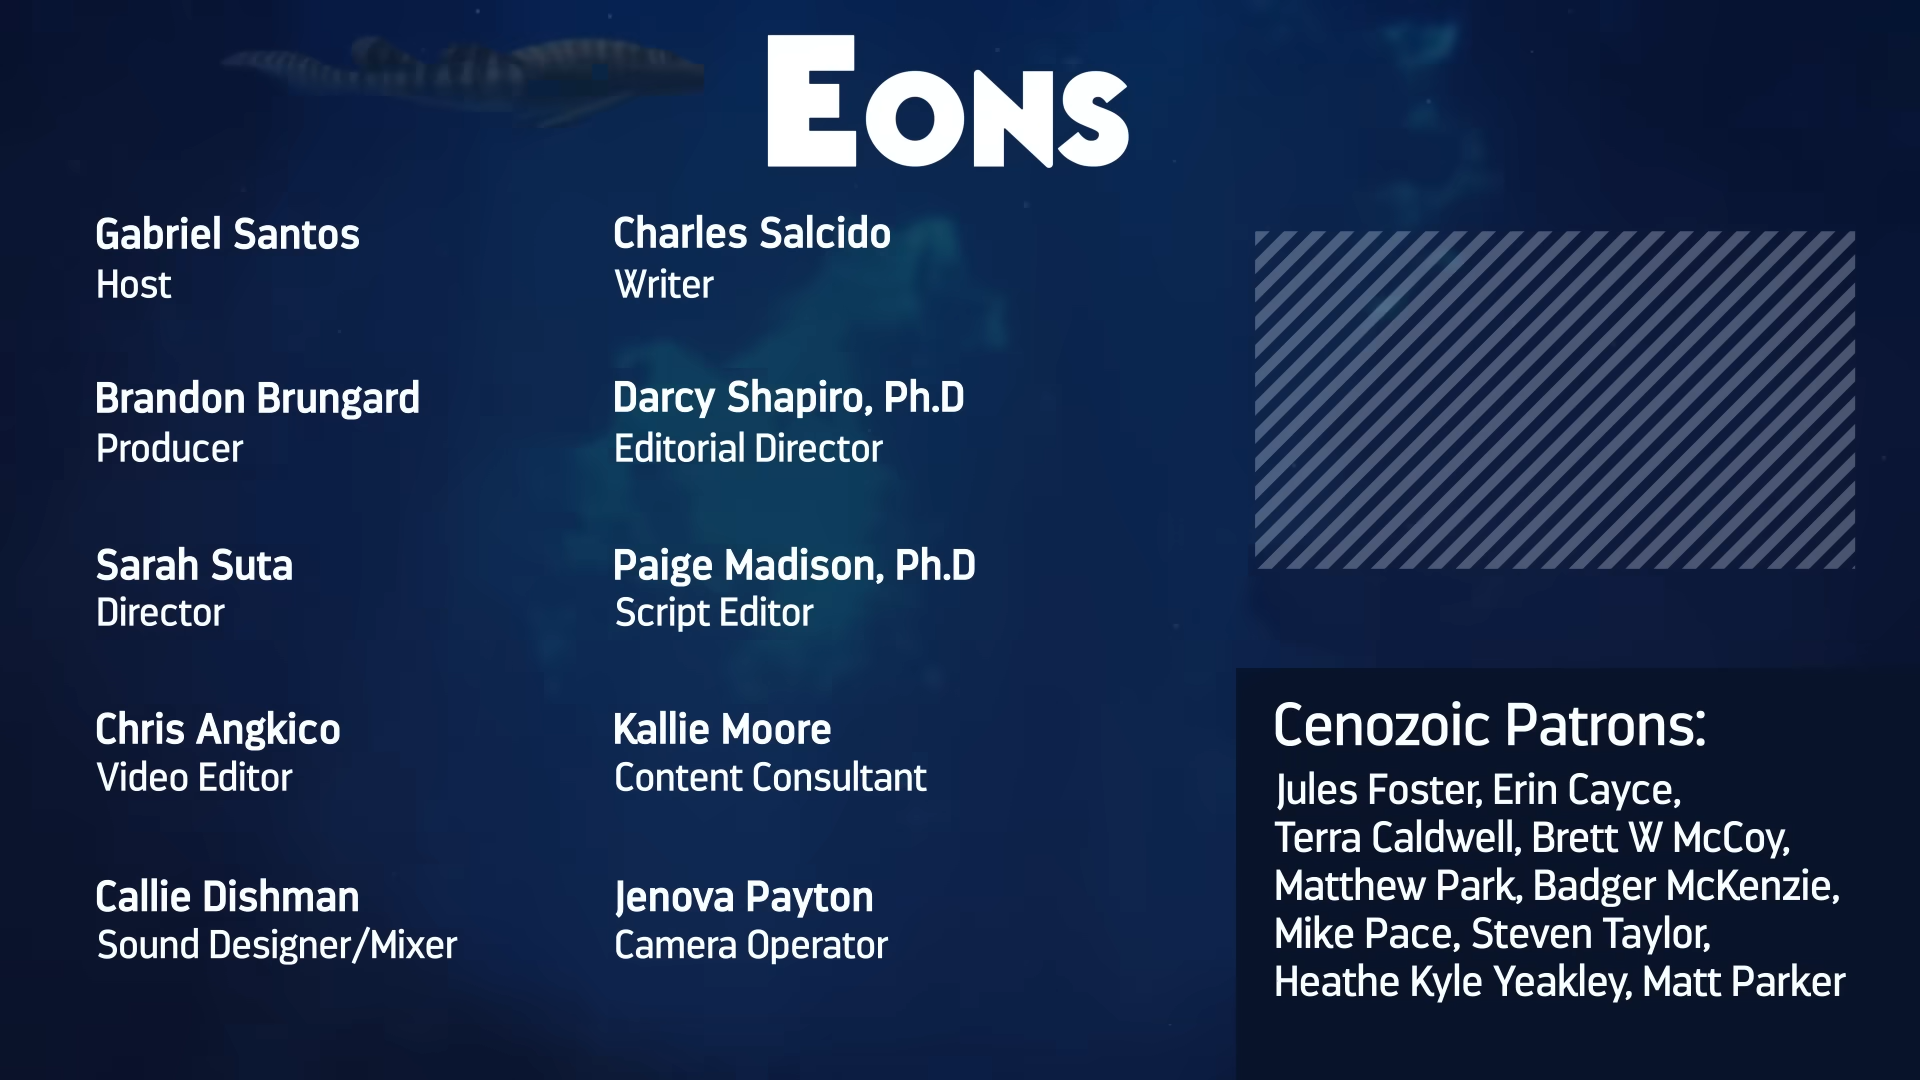 Eons
Gabriel Santos
Host
Charles Salcido
Writer
Brandon Brungard
Producer
Darcy Shapiro, Ph.D
Editorial Director
Sarah Suta
Director
Paige Madison, Ph.D
Script Editor
Chris Angkico
Video Editor
Kallie Moore
Content Consultant
Callie Dishman
Sound Designer/Mixer
Jenova Payton
Camera Operator
Cenozoic Patrons:
Jules Foster, Erin Cayce,
Terra Caldwell, Brett W McCoy,
Matthew Park, Badger McKenzie,
Mike Pace, Steven Taylor,
Heathe Kyle Yeakley, Matt Parker